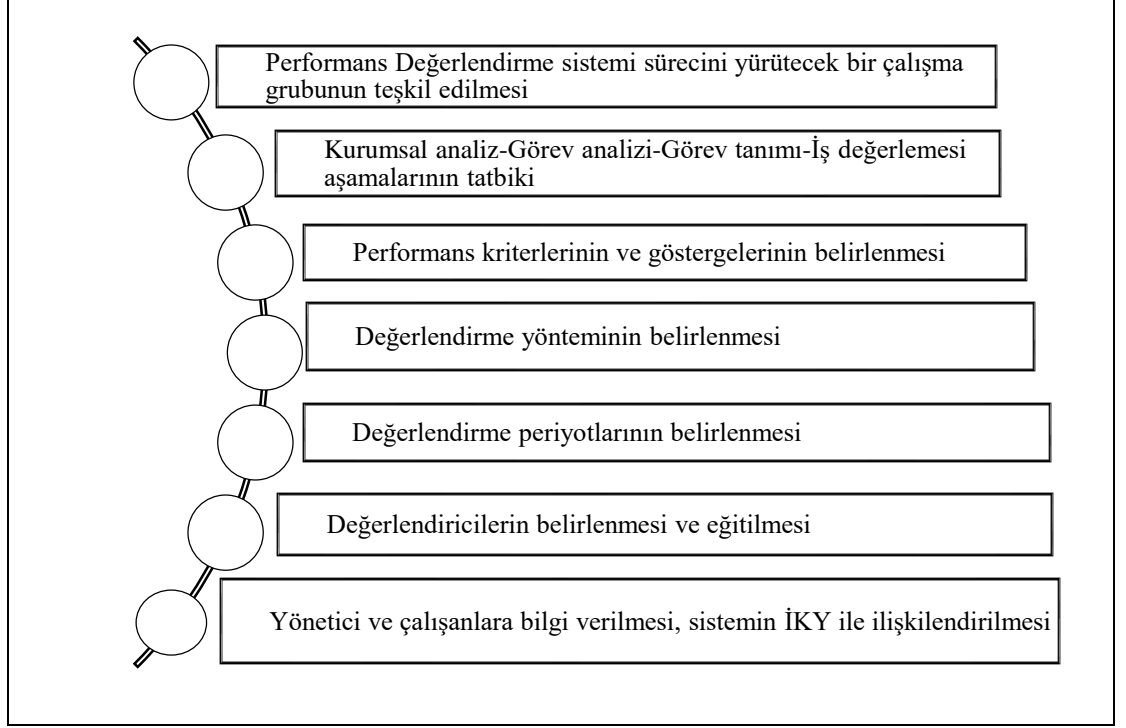 Performans Değerlendirme sistemi sürecini yürütecek bir çalışma
grubunun teşkil edilmesi
Kurumsal analiz-Görev analizi-Görev tanımı-İş değerlemesi
aşamalarının tatbiki
Performans kriterlerinin ve göstergelerinin belirlenmesi
Değerlendirme yönteminin belirlenmesi
Değerlendirme periyotlarının belirlenmesi
Değerlendiricilerin belirlenmesi ve eğitilmesi
Yönetici ve çalışanlara bilgi verilmesi, sistemin İKY ile ilişkilendirilmesi